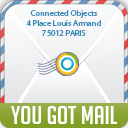 Connected Objects
4 Place Louis Armand
75012 PARIS
YOU GOT MAIL